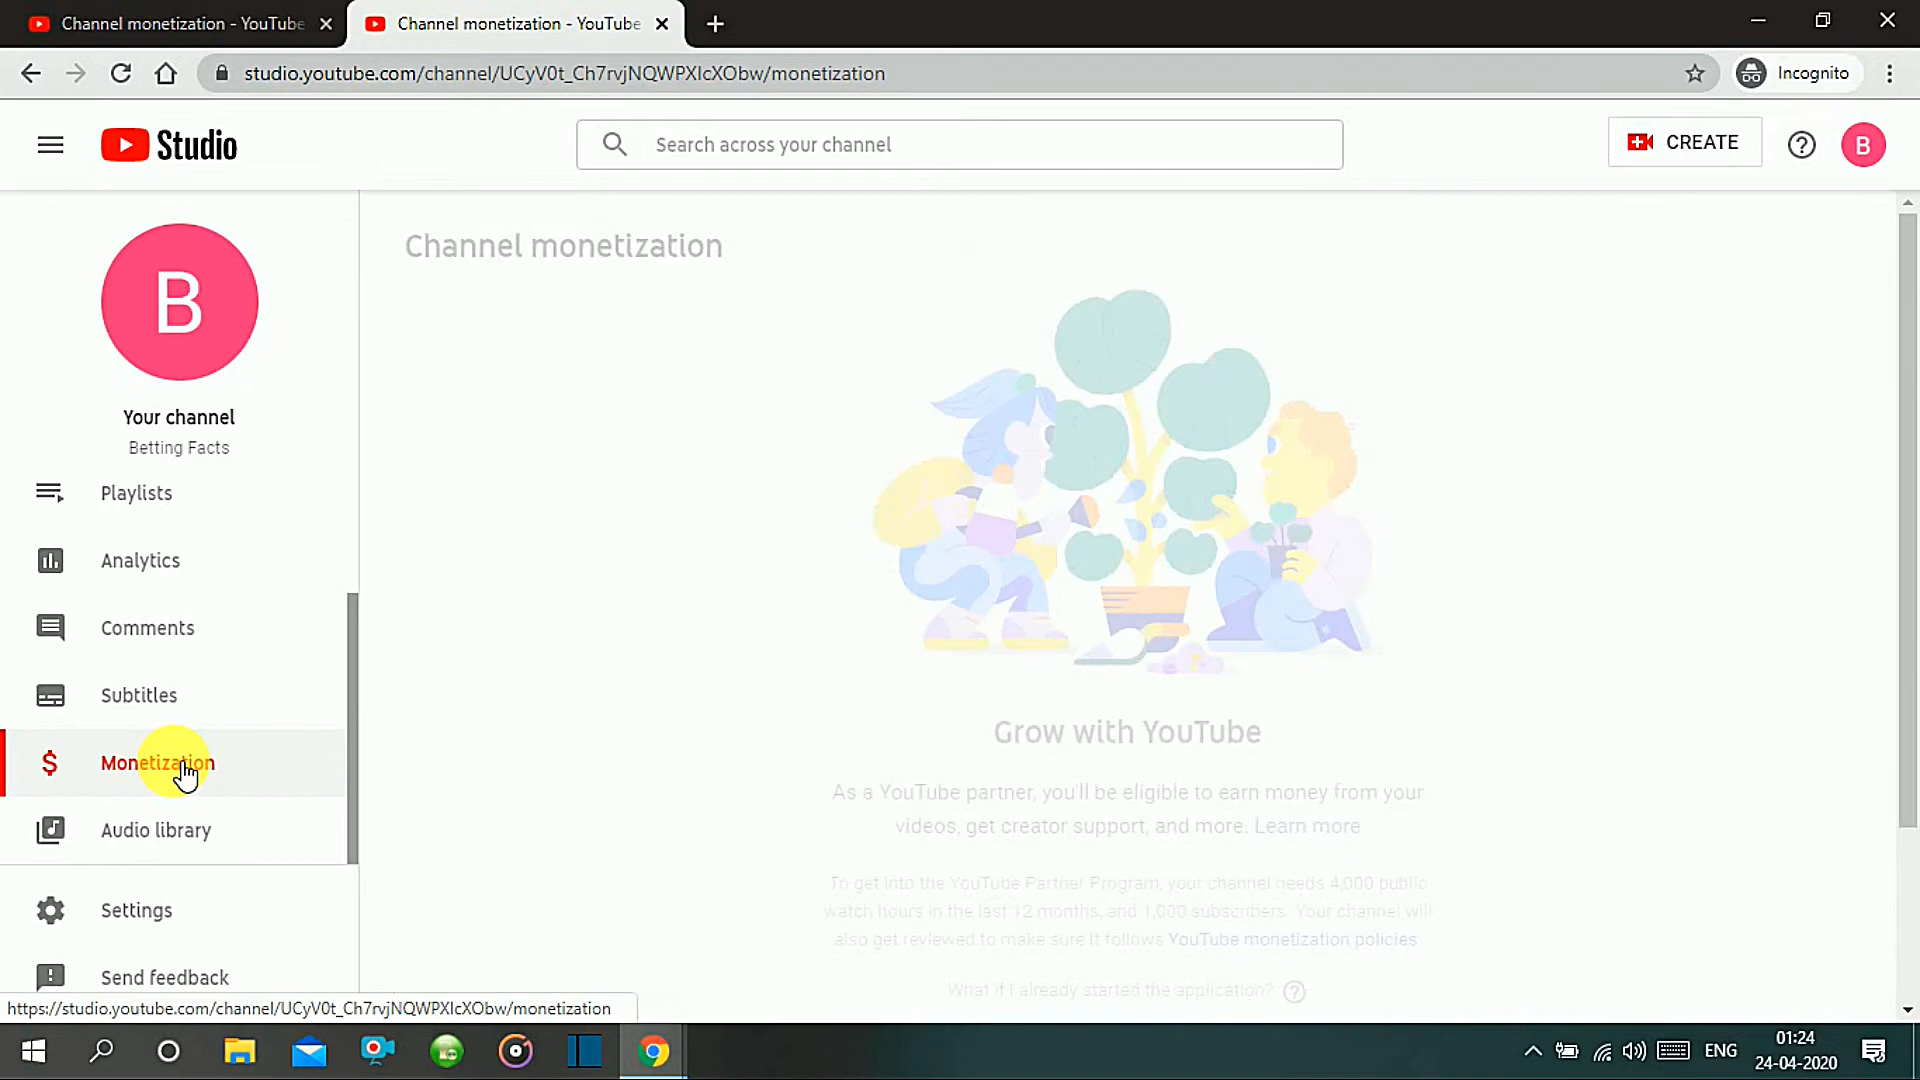 Channel monetization - YouTube
Channel monetization - YouTube
studio.youtube.com/channel/UCyV0t_Ch7rvjNQWPXIcXObw/monetization
Incognito
Studio
Search across your channel
CREATE
B
B
Your channel
Betting Facts
Playlists
Analytics
Comments
Subtitles
Monetization
Audio library
Settings
Send feedback
Channel monetization
Grow with YouTube
As a YouTube partner, you'll be eligible to earn money from your
videos, get creator support, and more. Learn more
To get into the YouTube Partner Program, your channel needs 4,000 public
watch hours in the last 12 months, and 1,000 subscribers. Your channel will
also get reviewed to make sure it follows YouTube monetization policies
What if I already started the application?
https://studio.youtube.com/channel/UCyV0t_Ch7rvjNQWPXIcXObw/monetization
ENG
01:24
24-04-2020